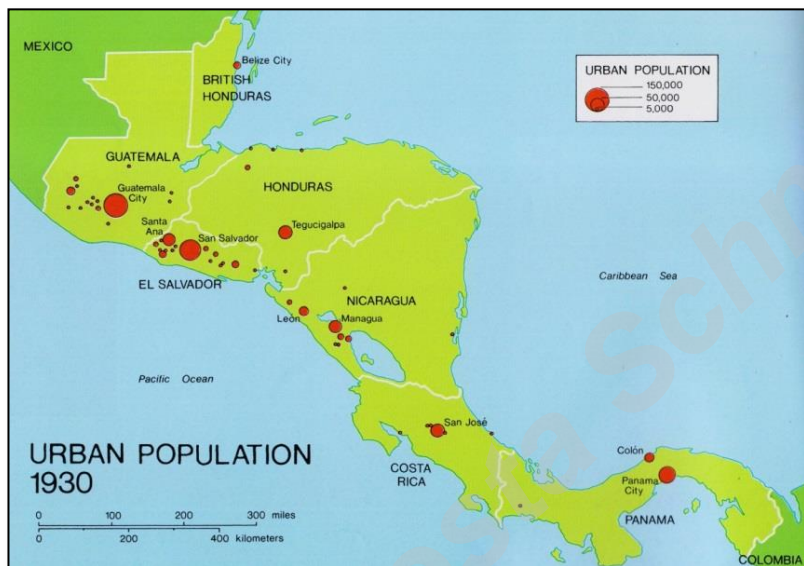 MEXICO
Belize City
BRITISH
HONDURAS
URBAN POPULATION
150,000
50,000
5,000
GUATEMALA
Guatemala
City
HONDURAS
Santa
Ana
San Salvador
Tegucigalpa
EL SALVADOR
NICARAGUA
León
Managua
Caribbean Sea
Pacific Ocean
San José
COSTA
RICA
Colón
Panama
City
PANAMA
COLOMBIA
URBAN POPULATION
1930
0 100 200 300 miles
0 200 400 kilometers